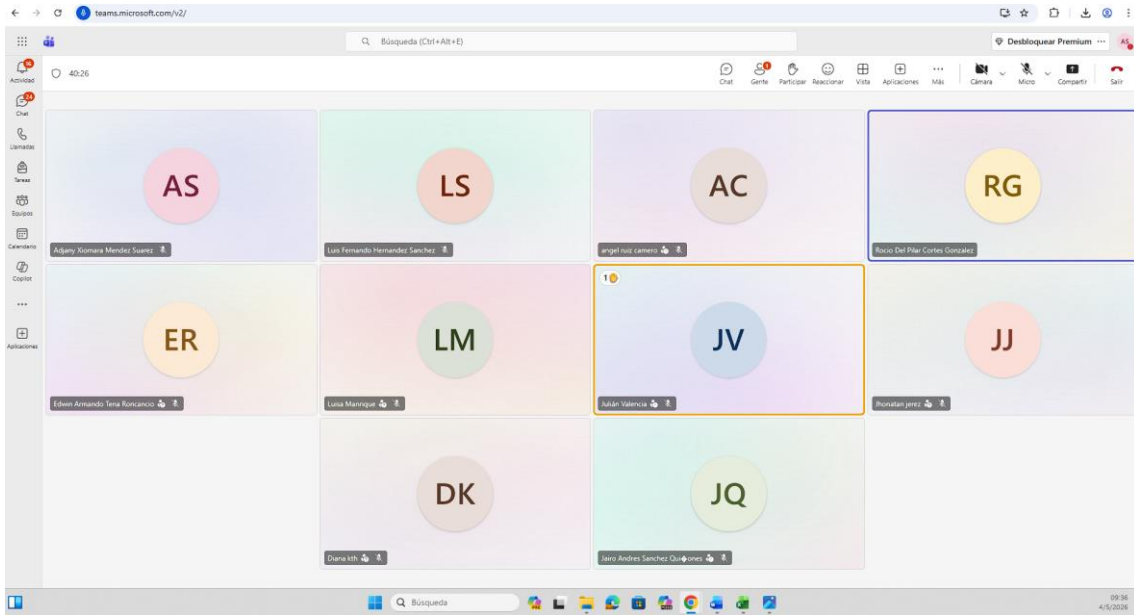 teams.microsoft.com/v2/
Búsqueda (Ctrl+Alt+E)
Desbloquear Premium
AS
16
Actividad
40:26
Chat
1
Gente
Participar
Reaccionar
Vista
Aplicaciones
Más
Cámara
Micro
Compartir
Salir
24
Chat
Llamadas
Tareas
Equipos
Calendario
Copilot
Aplicaciones
AS
Adjany Xiomara Mendez Suarez
LS
Luis Fernando Hernandez Sanchez
AC
angel ruiz camero
RG
Rocio Del Pilar Cortes Gonzalez
ER
Edwin Armando Tena Roncancio
LM
Luisa Manrique
1
JV
Julián Valencia
JJ
Jhonatan jerez
DK
Diana kth
JQ
Jairo Andres Sanchez Qui�ones
Búsqueda
09:36
4/5/2026